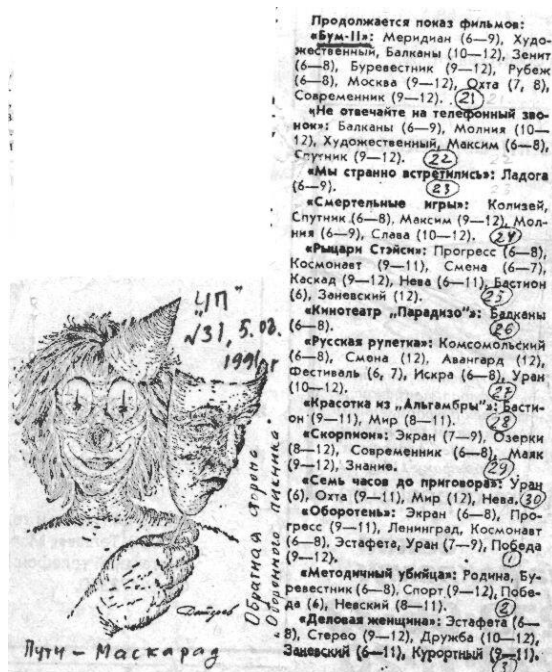 Продолжается показ фильмов:
«Бум-II»: Меридиан (6—9), Худо-
жественный, Балканы (10—12), Зенит
(6—8), Буревестник (9—12), Рубеж
(6—8), Москва (9—12), Охта (7, 8),
Современник (9—12). 21
«Не отвечайте на телефонный зво-
нок»: Балканы (6—9), Молния (10—
12), Художественный, Максим (6—8),
Спутник (9—12). 22
«Мы странно встретились»: Ладога
(6—9). 23
«Смертельные игры»: Колизей,
Спутник (6—8), Максим (9—12), Мол-
ния (6—9), Слава (10—12). 24
«Рыцари Стэйси»: Прогресс (6—8),
Космонавт (9—11), Смена (6—7),
Каскад (9—12), Нева (6—11), Бастион
(6), Заневский (12). 25
«Кинотеатр „Парадизо"»: Балканы
(6—8). 26
«Русская рулетка»: Комсомольский
(6—8), Смена (12), Авангард (12),
Фестиваль (6, 7), Искра (6—8), Уран
(10—12). 27
«Красотка из „Альгамбры"»: Басти-
он (9—11), Мир (8—11). 28
«Скорпион»: Экран (7—9), Озерки
(8—12), Современник (6—8), Маяк
(9—12), Знание. 29
«Семь часов до приговора»: Уран
(6), Охта (9—11), Мир (12), Нева. 30
«Оборотень»: Экран (6—8), Про-
гресс (9—11), Ленинград, Космонавт
(6—8), Эстафета, Уран (7—9), Победа
(9—12). 1
«Методичный убийца»: Родина, Бу-
ревестник (6—8), Спорт (9—12), Побе-
да (6), Невский (8—11). 2
«Деловая женщина»: Эстафета (6—
8), Стерео (9—12), Дружба (10—12),
Заневский (6—11), Курортный (9—11).
3
„ЧП"
№31, 5.02.
Обратная сторона
Пути — Маскарад